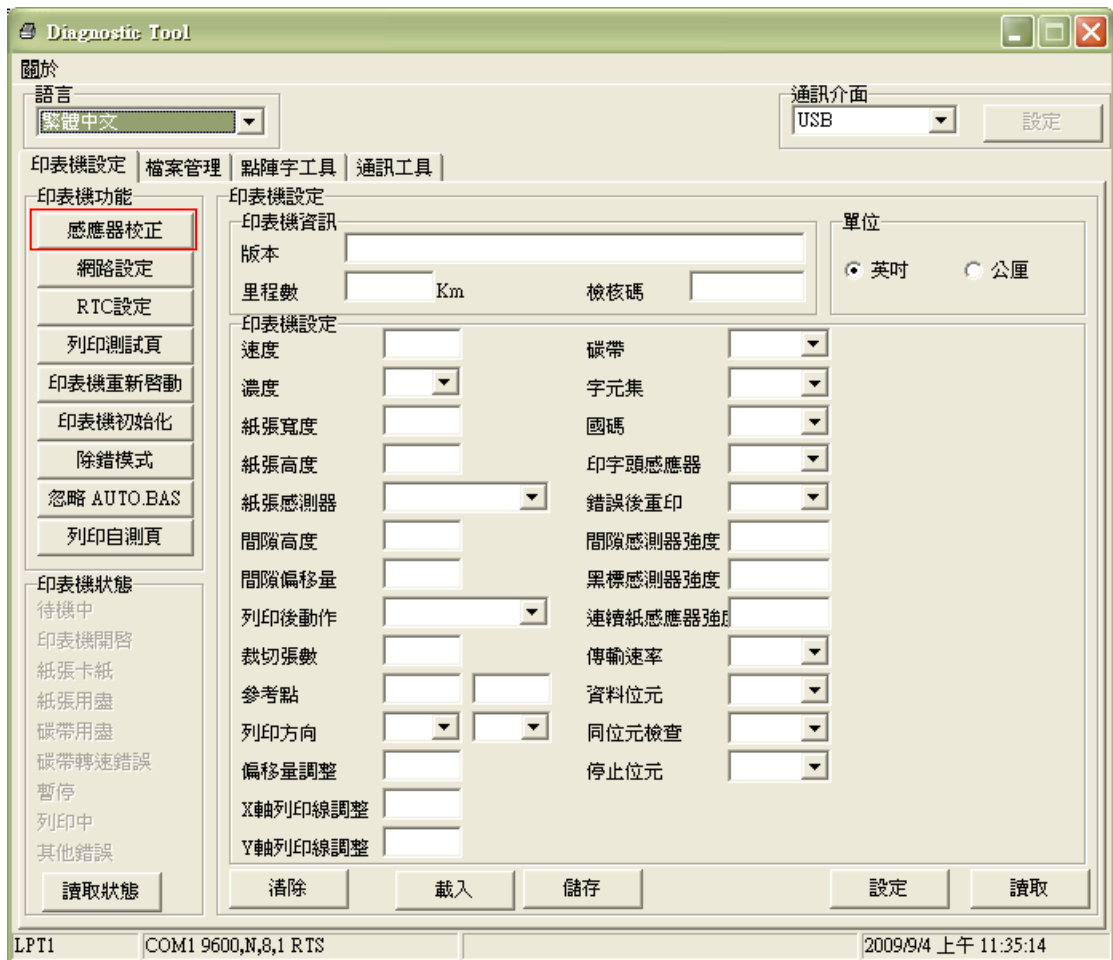 Diagnostic Tool
關於
語言
繁體中文
通訊介面
USB
設定
印表機設定 檔案管理 點陣字工具 通訊工具
印表機功能
感應器校正
網路設定
RTC設定
列印測試頁
印表機重新啓動
印表機初始化
除錯模式
忽略 AUTO.BAS
列印自測頁
印表機狀態
待機中
印表機開啓
紙張卡紙
紙張用盡
碳帶用盡
碳帶轉速錯誤
暫停
列印中
其他錯誤
讀取狀態
印表機設定
印表機資訊
版本
里程數 Km 檢核碼
單位
英吋 公厘
印表機設定
速度 碳帶
濃度 字元集
紙張寬度 國碼
紙張高度 印字頭感應器
紙張感測器 錯誤後重印
間隙高度 間隙感測器強度
間隙偏移量 黑標感測器強度
列印後動作 連續紙感應器強度
裁切張數 傳輸速率
參考點 資料位元
列印方向 同位元檢查
偏移量調整 停止位元
X軸列印線調整
Y軸列印線調整
清除 載入 儲存 設定 讀取
LPT1 COM1 9600,N,8,1 RTS 2009/9/4 上午 11:35:14